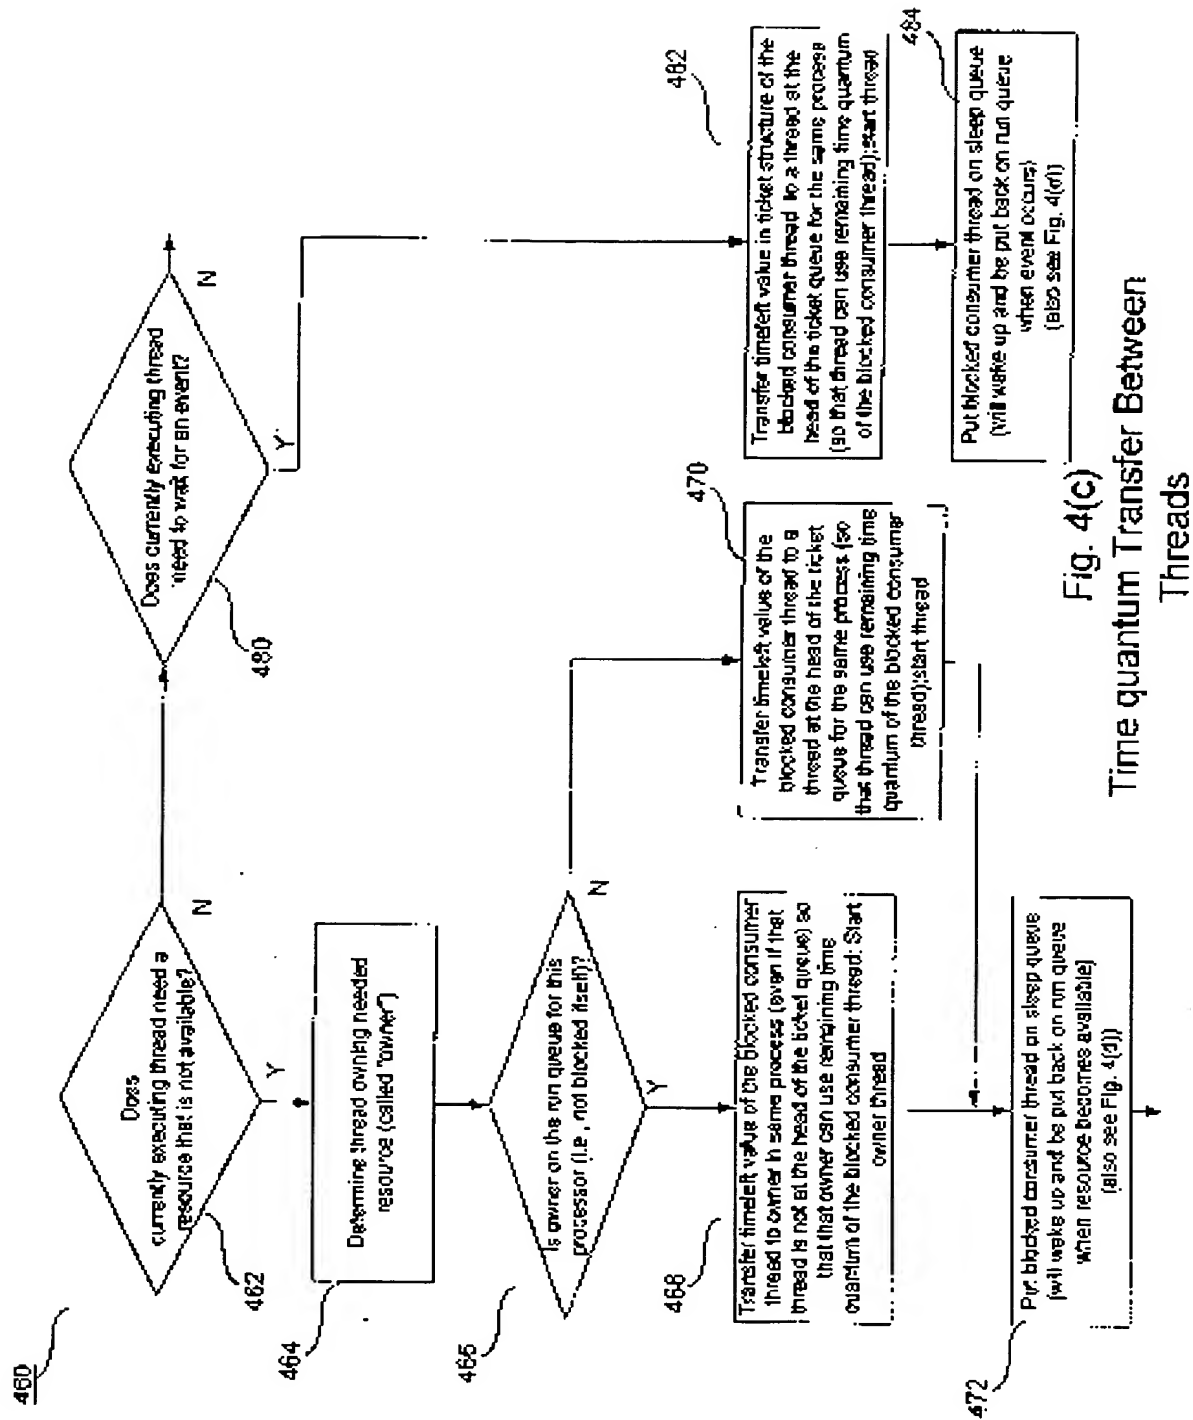 460
Does
currently executing thread need a
resource that is not available?
462
N
Y
Does currently executing thread
need to wait for an event?
480
N
Y
Determine thread owning needed
resource (called "owner")
464
Is owner on the run queue for this
processor (i.e., not blocked itself)?
466
N
Y
Transfer timeleft value of the blocked consumer
thread to owner in same process (even if that
thread is not at the head of the ticket queue) so
that that owner can use remaining time
quantum of the blocked consumer thread; Start
owner thread
468
Transfer timeleft value of the
blocked consumer thread to a
thread at the head of the ticket
queue for the same process (so
that thread can use remaining time
quantum of the blocked consumer
thread);start thread
470
Transfer timeleft value in ticket structure of the
blocked consumer thread to a thread at the
head of the ticket queue for the same process
(so that thread can use remaining time quantum
of the blocked consumer thread);start thread
482
Put blocked consumer thread on sleep queue
(will wake up and be put back on run queue
when resource becomes available)
(also see Fig. 4(d))
472
Put blocked consumer thread on sleep queue
(will wake up and be put back on run queue
when event occurs)
(also see Fig. 4(d))
484
Fig. 4(c)
Time quantum Transfer Between
Threads